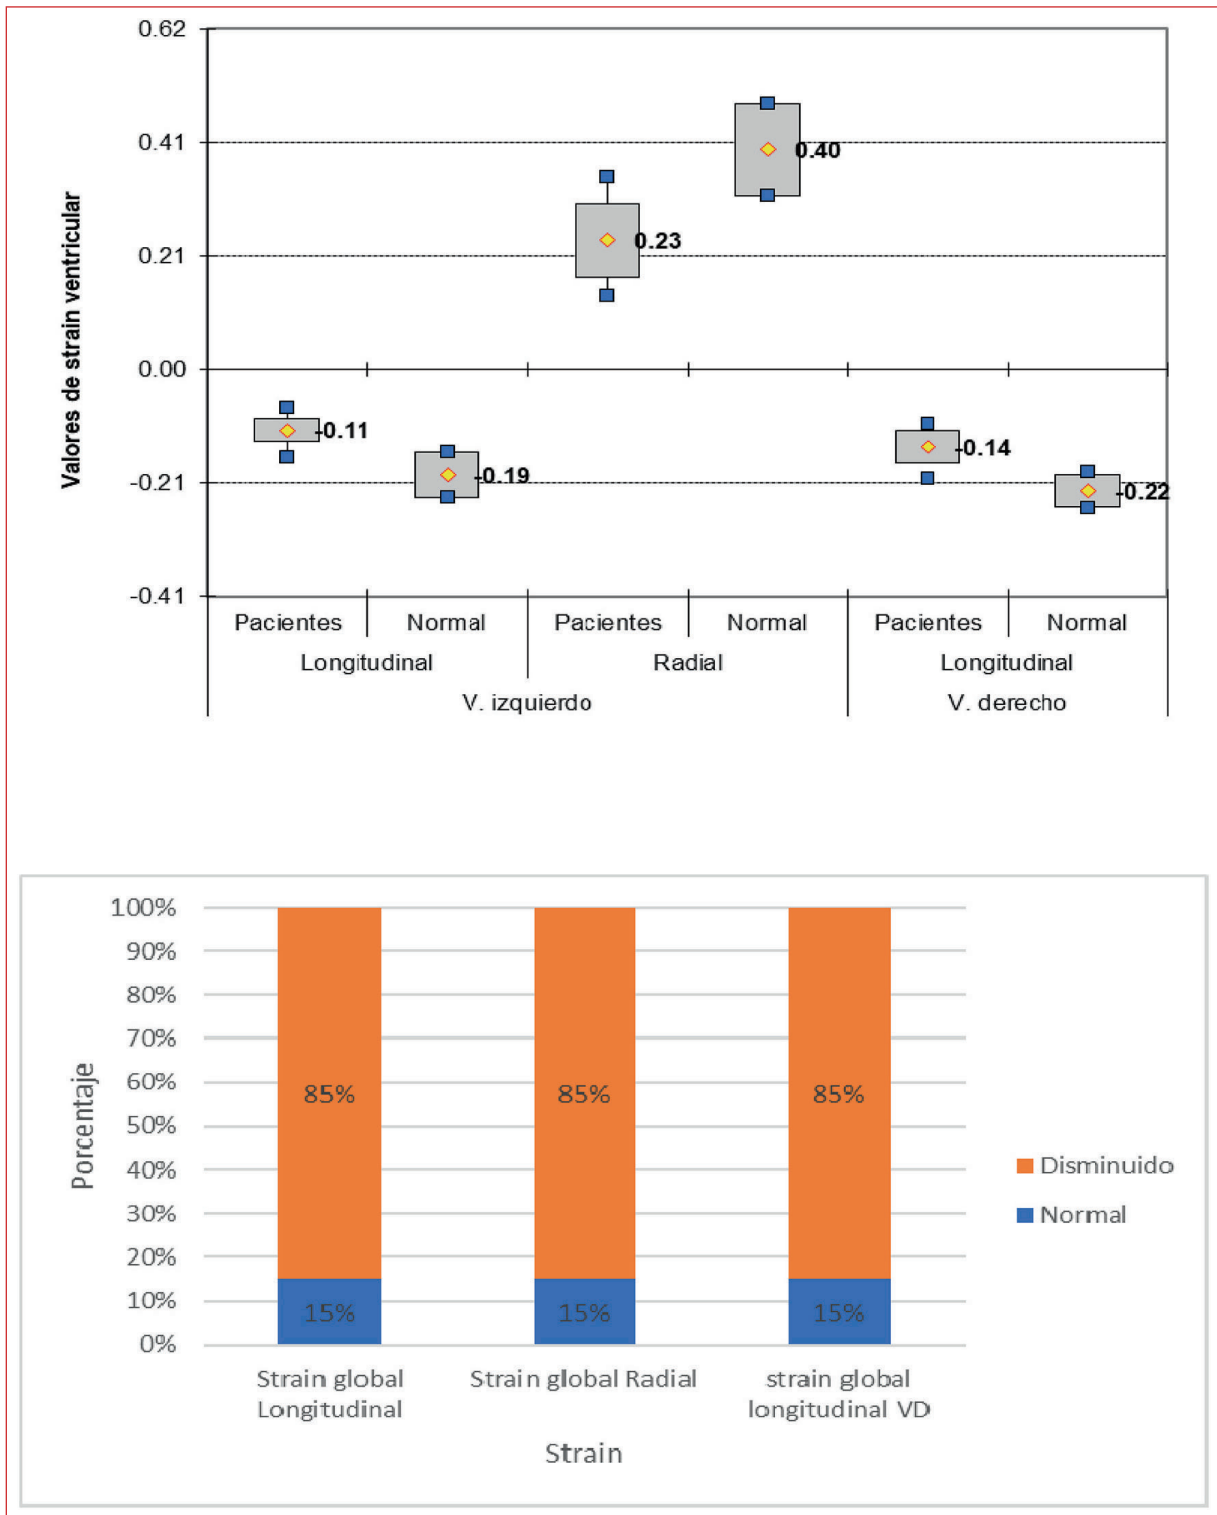 0.62
0.41
0.21
0.00
-0.21
-0.41
Valores de strain ventricular
-0.11
-0.19
0.23
0.40
-0.14
-0.22
Pacientes Normal Pacientes Normal Pacientes Normal
Longitudinal Radial Longitudinal
V. izquierdo V. derecho
100%
90%
80%
70%
60%
50%
40%
30%
20%
10%
0%
Porcentaje
85% 85% 85%
15% 15% 15%
Disminuido
Normal
Strain global Strain global Radial strain global
Longitudinal longitudinal VD
Strain